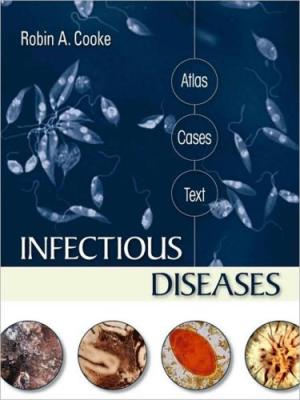 Robin A. Cooke
Atlas
Cases
Text
INFECTIOUS
DISEASES